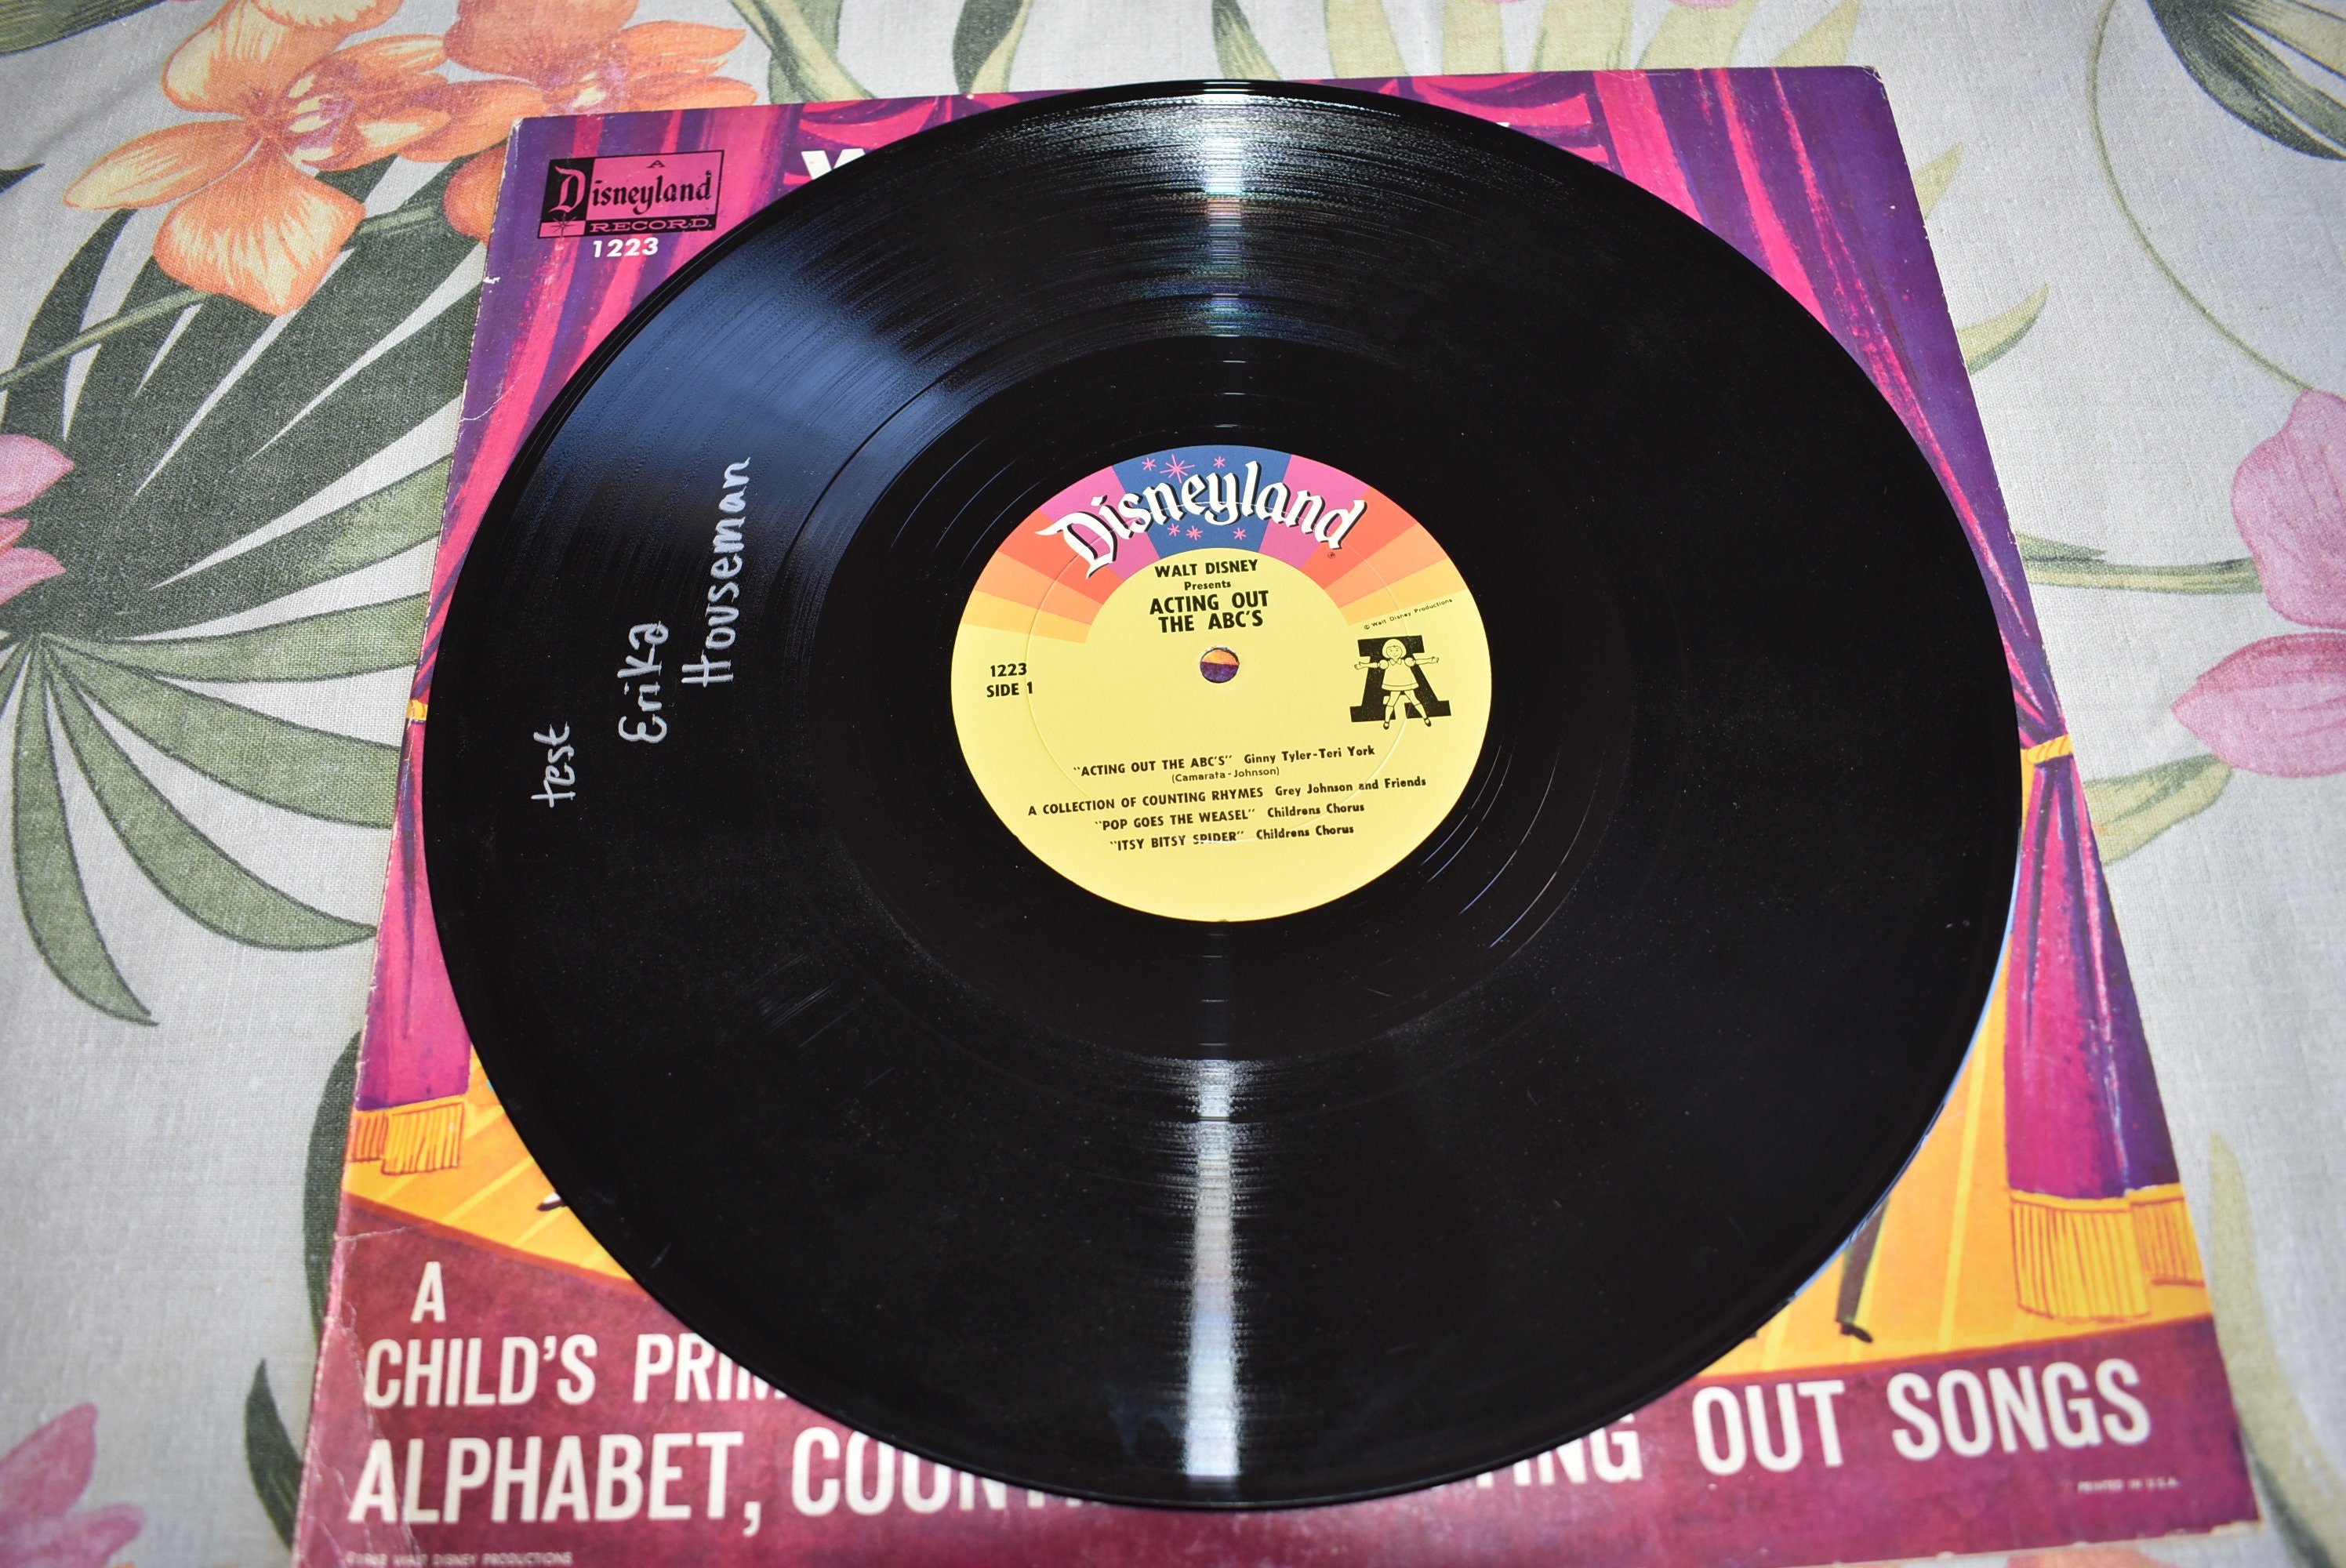 A
Disneyland
RECORD
1223
test
Erika
Houseman
Disneyland
WALT DISNEY
Presents
ACTING OUT
THE ABC'S
© Walt Disney Productions
A
1223
SIDE 1
"ACTING OUT THE ABC'S" Ginny Tyler-Teri York
(Camarata-Johnson)
A COLLECTION OF COUNTING RHYMES Grey Johnson and Friends
"POP GOES THE WEASEL" Childrens Chorus
"ITSY BITSY SPIDER" Childrens Chorus
A
CHILD'S
ALPHABET, OUT SONGS
PRINTED IN U.S.A.
WALT DISNEY PRODUCTIONS